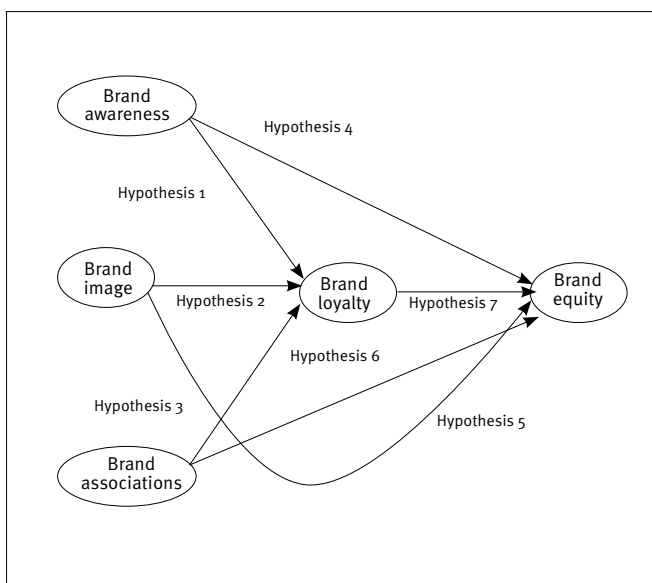 Brand
awareness
Hypothesis 4
Hypothesis 1
Brand
image
Hypothesis 2
Brand
loyalty
Hypothesis 7
Brand
equity
Hypothesis 6
Hypothesis 3
Hypothesis 5
Brand
associations